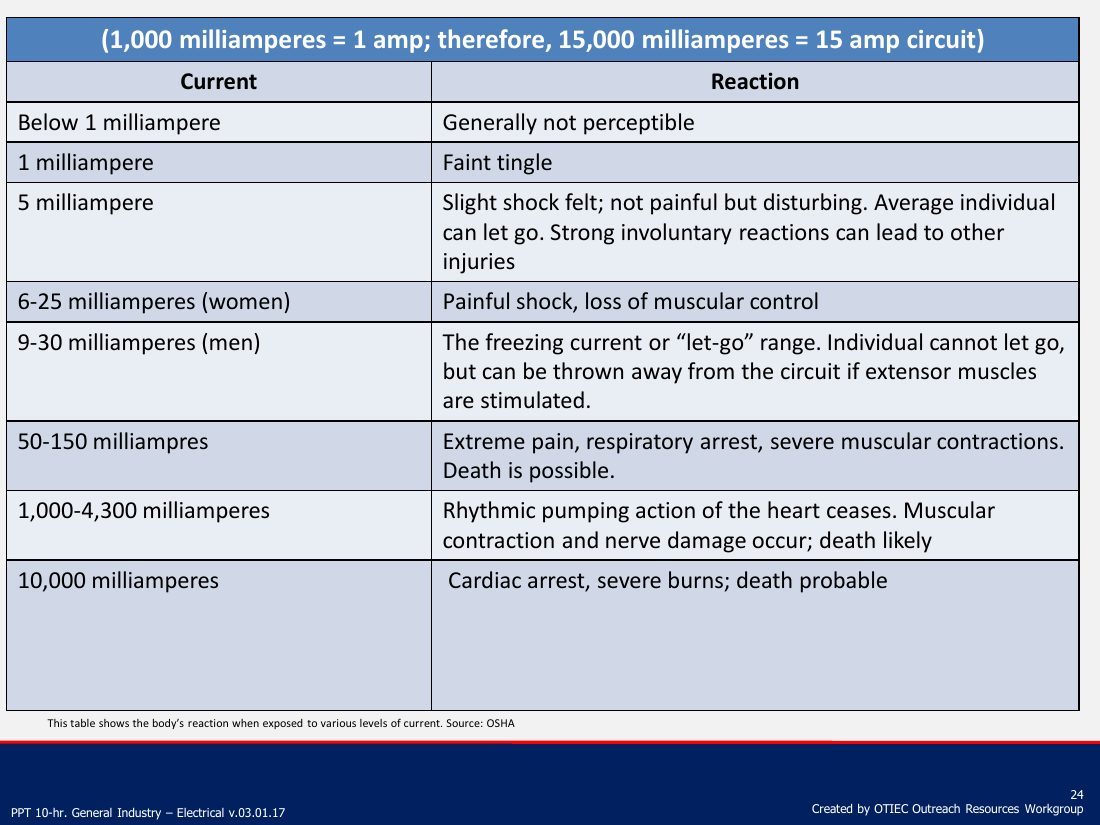 (1,000 milliamperes = 1 amp; therefore, 15,000 milliamperes = 15 amp circuit)
Current
Reaction
Below 1 milliampere
Generally not perceptible
1 milliampere
Faint tingle
5 milliampere
Slight shock felt; not painful but disturbing. Average individual
can let go. Strong involuntary reactions can lead to other
injuries
6-25 milliamperes (women)
Painful shock, loss of muscular control
9-30 milliamperes (men)
The freezing current or “let-go” range. Individual cannot let go,
but can be thrown away from the circuit if extensor muscles
are stimulated.
50-150 milliampres
Extreme pain, respiratory arrest, severe muscular contractions.
Death is possible.
1,000-4,300 milliamperes
Rhythmic pumping action of the heart ceases. Muscular
contraction and nerve damage occur; death likely
10,000 milliamperes
Cardiac arrest, severe burns; death probable
This table shows the body’s reaction when exposed to various levels of current. Source: OSHA
24
PPT 10-hr. General Industry – Electrical v.03.01.17
Created by OTIEC Outreach Resources Workgroup